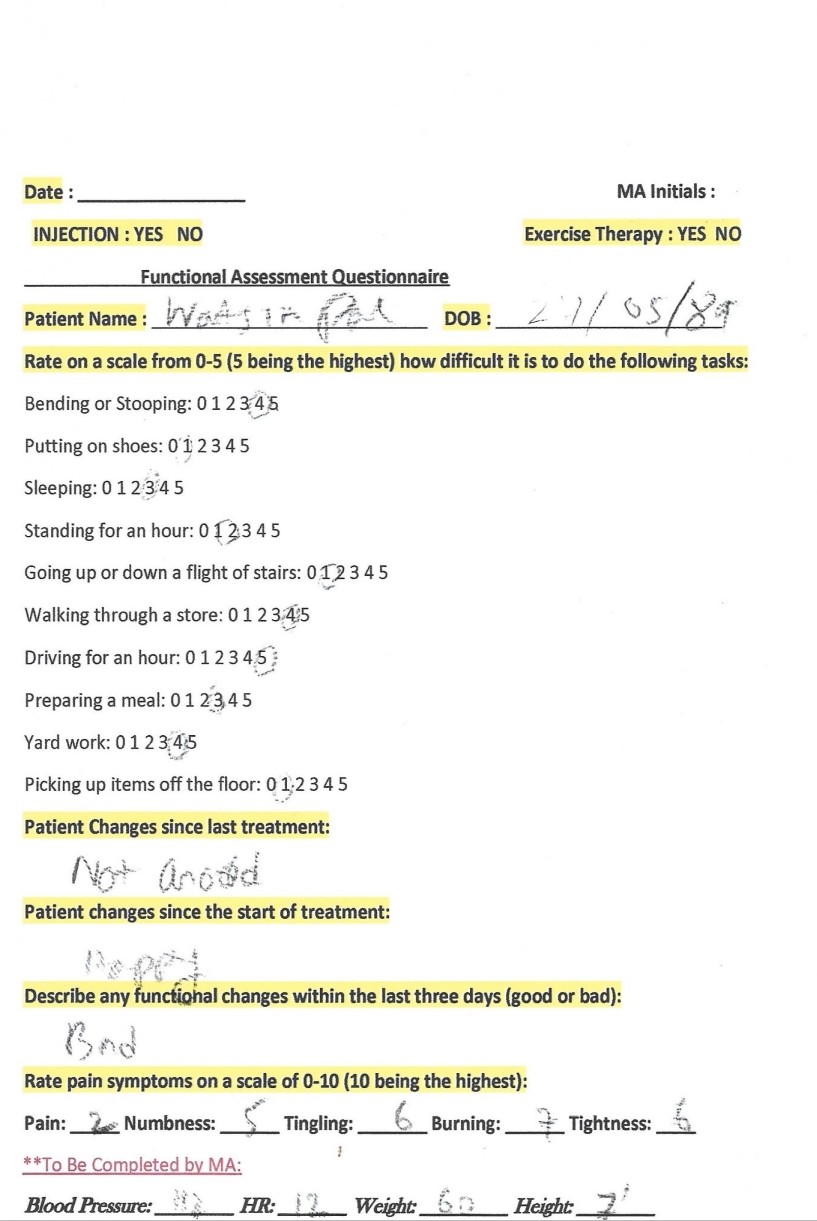 Date : ____________
MA Initials :
INJECTION : YES NO
Exercise Therapy : YES NO
Functional Assessment Questionnaire
Patient Name :
DOB : 27/05/89
Rate on a scale from 0-5 (5 being the highest) how difficult it is to do the following tasks:
Bending or Stooping: 0 1 2 3 4 5
Putting on shoes: 0 1 2 3 4 5
Sleeping: 0 1 2 3 4 5
Standing for an hour: 0 1 2 3 4 5
Going up or down a flight of stairs: 0 1 2 3 4 5
Walking through a store: 0 1 2 3 4 5
Driving for an hour: 0 1 2 3 4 5
Preparing a meal: 0 1 2 3 4 5
Yard work: 0 1 2 3 4 5
Picking up items off the floor: 0 1 2 3 4 5
Patient Changes since last treatment:
Not
Patient changes since the start of treatment:
Happy
Describe any functional changes within the last three days (good or bad):
Bad
Rate pain symptoms on a scale of 0-10 (10 being the highest):
Pain: 2 Numbness: 5 Tingling: 6 Burning: 7 Tightness: 6
**To Be Completed by MA:
Blood Pressure: HR: 12 Weight: 60 Height: 7'